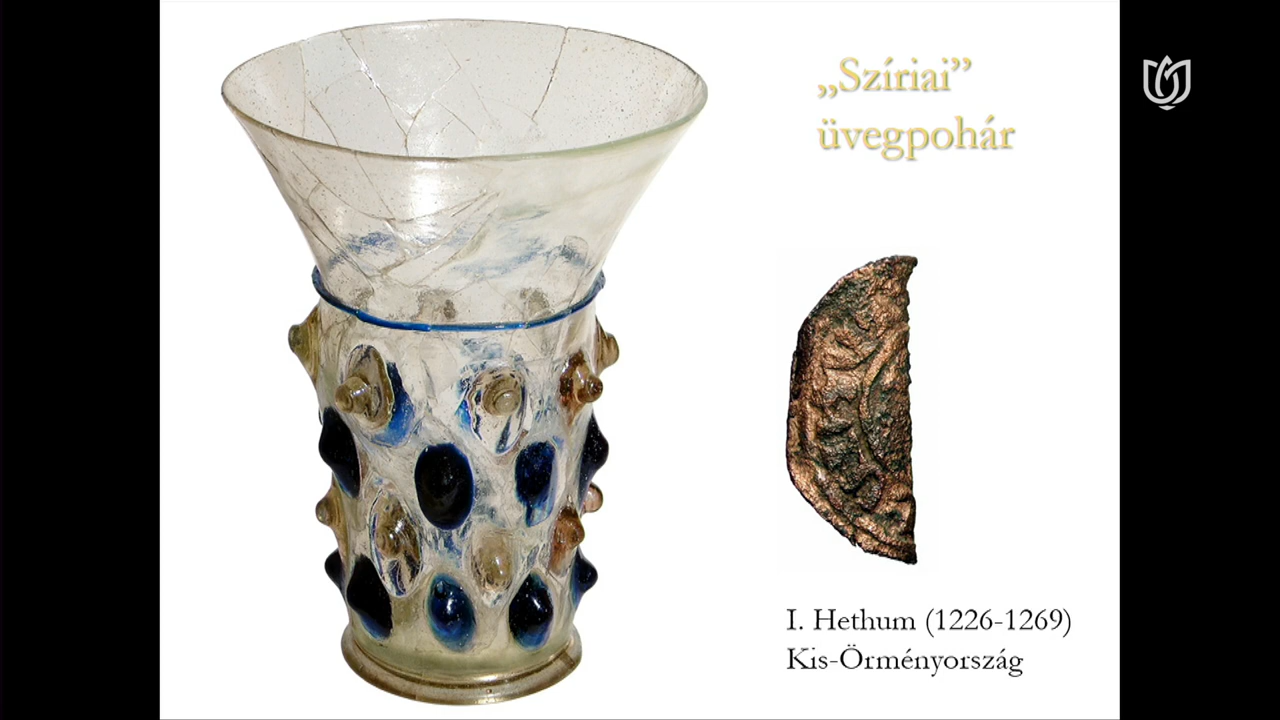 „Szíriai”
üvegpohár
I. Hethum (1226-1269)
Kis-Örményország